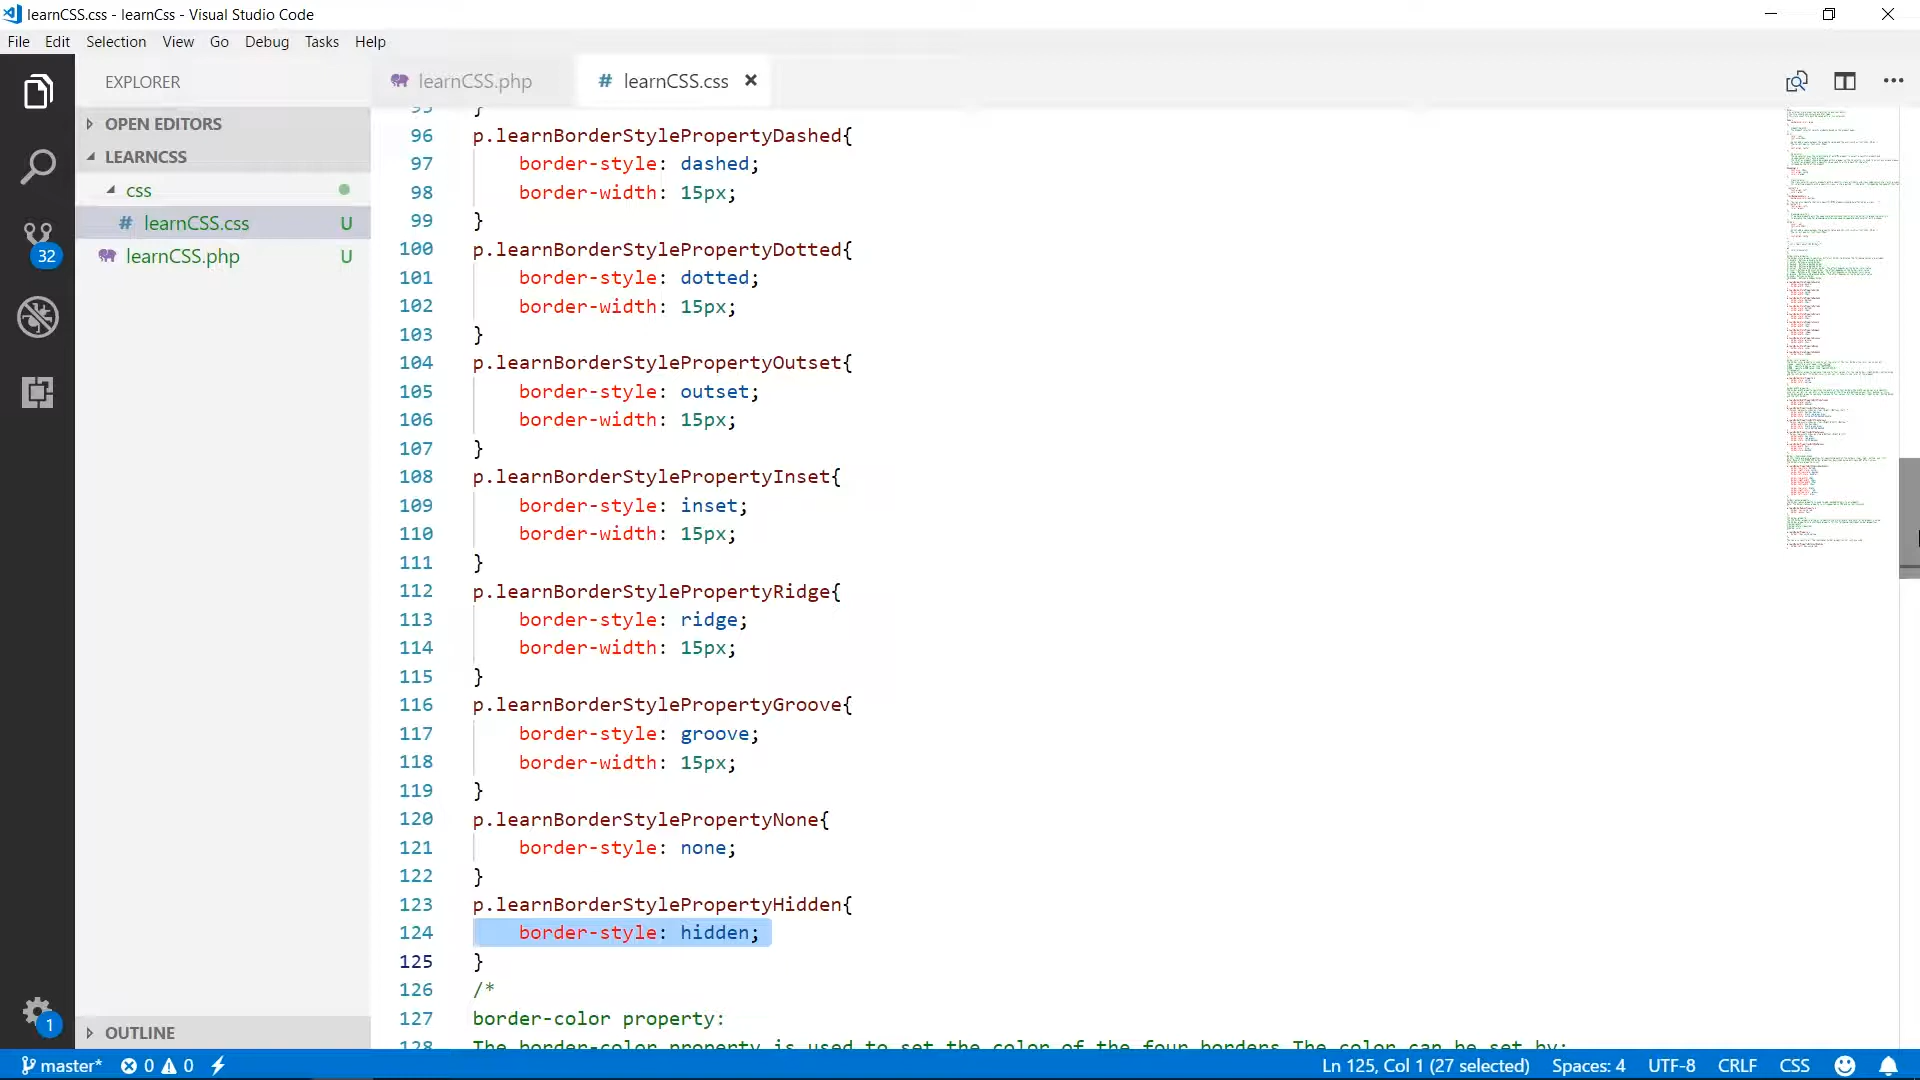 learnCSS.css - learnCss - Visual Studio Code
File Edit Selection View Go Debug Tasks Help
EXPLORER
OPEN EDITORS
LEARNCSS
css
# learnCSS.css U
learnCSS.php U
OUTLINE
32
1
learnCSS.php
# learnCSS.css
95 }
96 p.learnBorderStylePropertyDashed{
97 border-style: dashed;
98 border-width: 15px;
99 }
100 p.learnBorderStylePropertyDotted{
101 border-style: dotted;
102 border-width: 15px;
103 }
104 p.learnBorderStylePropertyOutset{
105 border-style: outset;
106 border-width: 15px;
107 }
108 p.learnBorderStylePropertyInset{
109 border-style: inset;
110 border-width: 15px;
111 }
112 p.learnBorderStylePropertyRidge{
113 border-style: ridge;
114 border-width: 15px;
115 }
116 p.learnBorderStylePropertyGroove{
117 border-style: groove;
118 border-width: 15px;
119 }
120 p.learnBorderStylePropertyNone{
121 border-style: none;
122 }
123 p.learnBorderStylePropertyHidden{
124 border-style: hidden;
125 }
126 /*
127 border-color property:
128 The border-color property is used to set the color of the four borders The color can be set by:
master* 0 0 Ln 125, Col 1 (27 selected) Spaces: 4 UTF-8 CRLF CSS